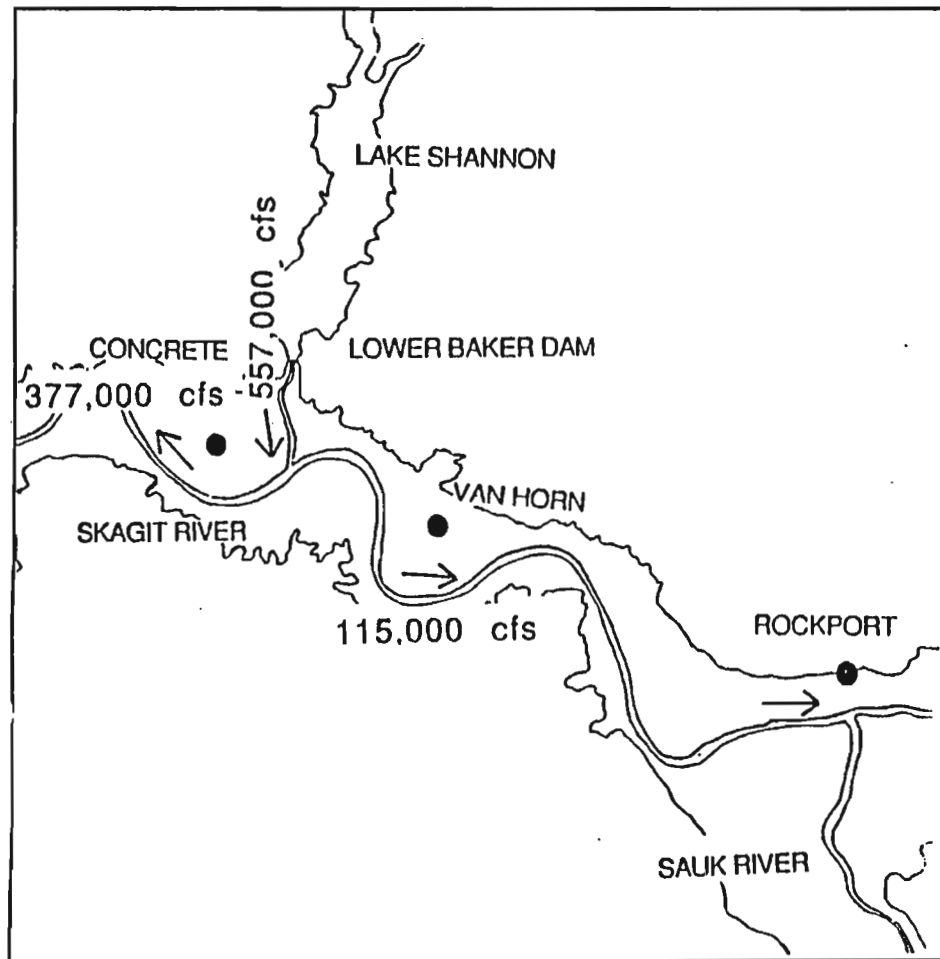 LAKE SHANNON
557,000 cfs
CONCRETE
LOWER BAKER DAM
377,000 cfs
VAN HORN
SKAGIT RIVER
115,000 cfs
ROCKPORT
SAUK RIVER